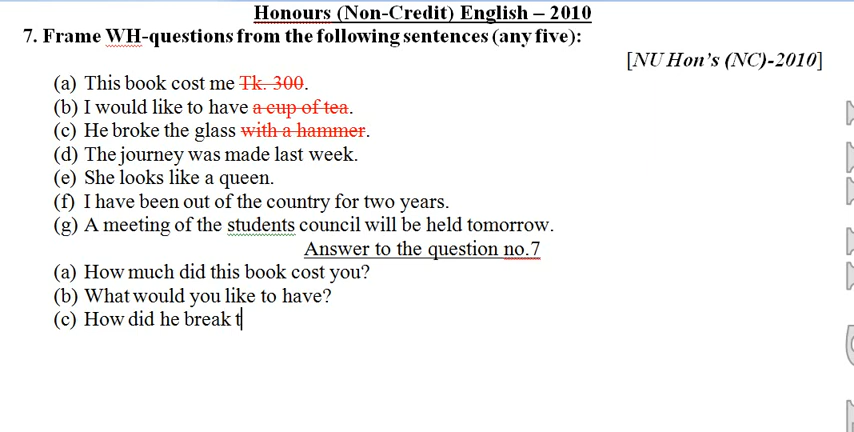 Honours (Non-Credit) English – 2010
7. Frame WH-questions from the following sentences (any five):
[NU Hon's (NC)-2010]
(a) This book cost me Tk. 300.
(b) I would like to have a cup of tea.
(c) He broke the glass with a hammer.
(d) The journey was made last week.
(e) She looks like a queen.
(f) I have been out of the country for two years.
(g) A meeting of the students council will be held tomorrow.
Answer to the question no.7
(a) How much did this book cost you?
(b) What would you like to have?
(c) How did he break t